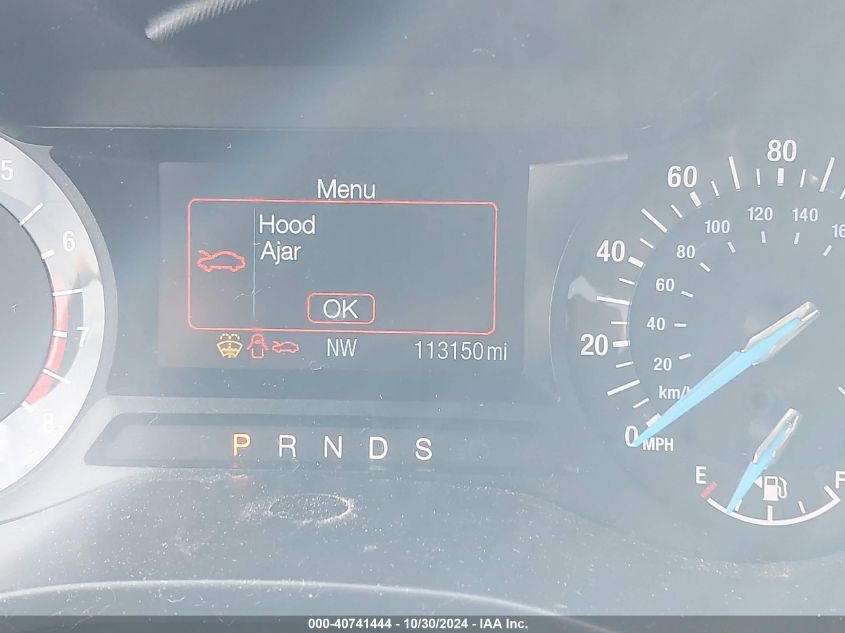 Menu
Hood
Ajar
OK
NW 113150mi
P R N D S
5
6
7
8
0 20 40 60 80
MPH
20 40 60 80 100 120 140
km/h
E F
000-40741444 - 10/30/2024 - IAA Inc.